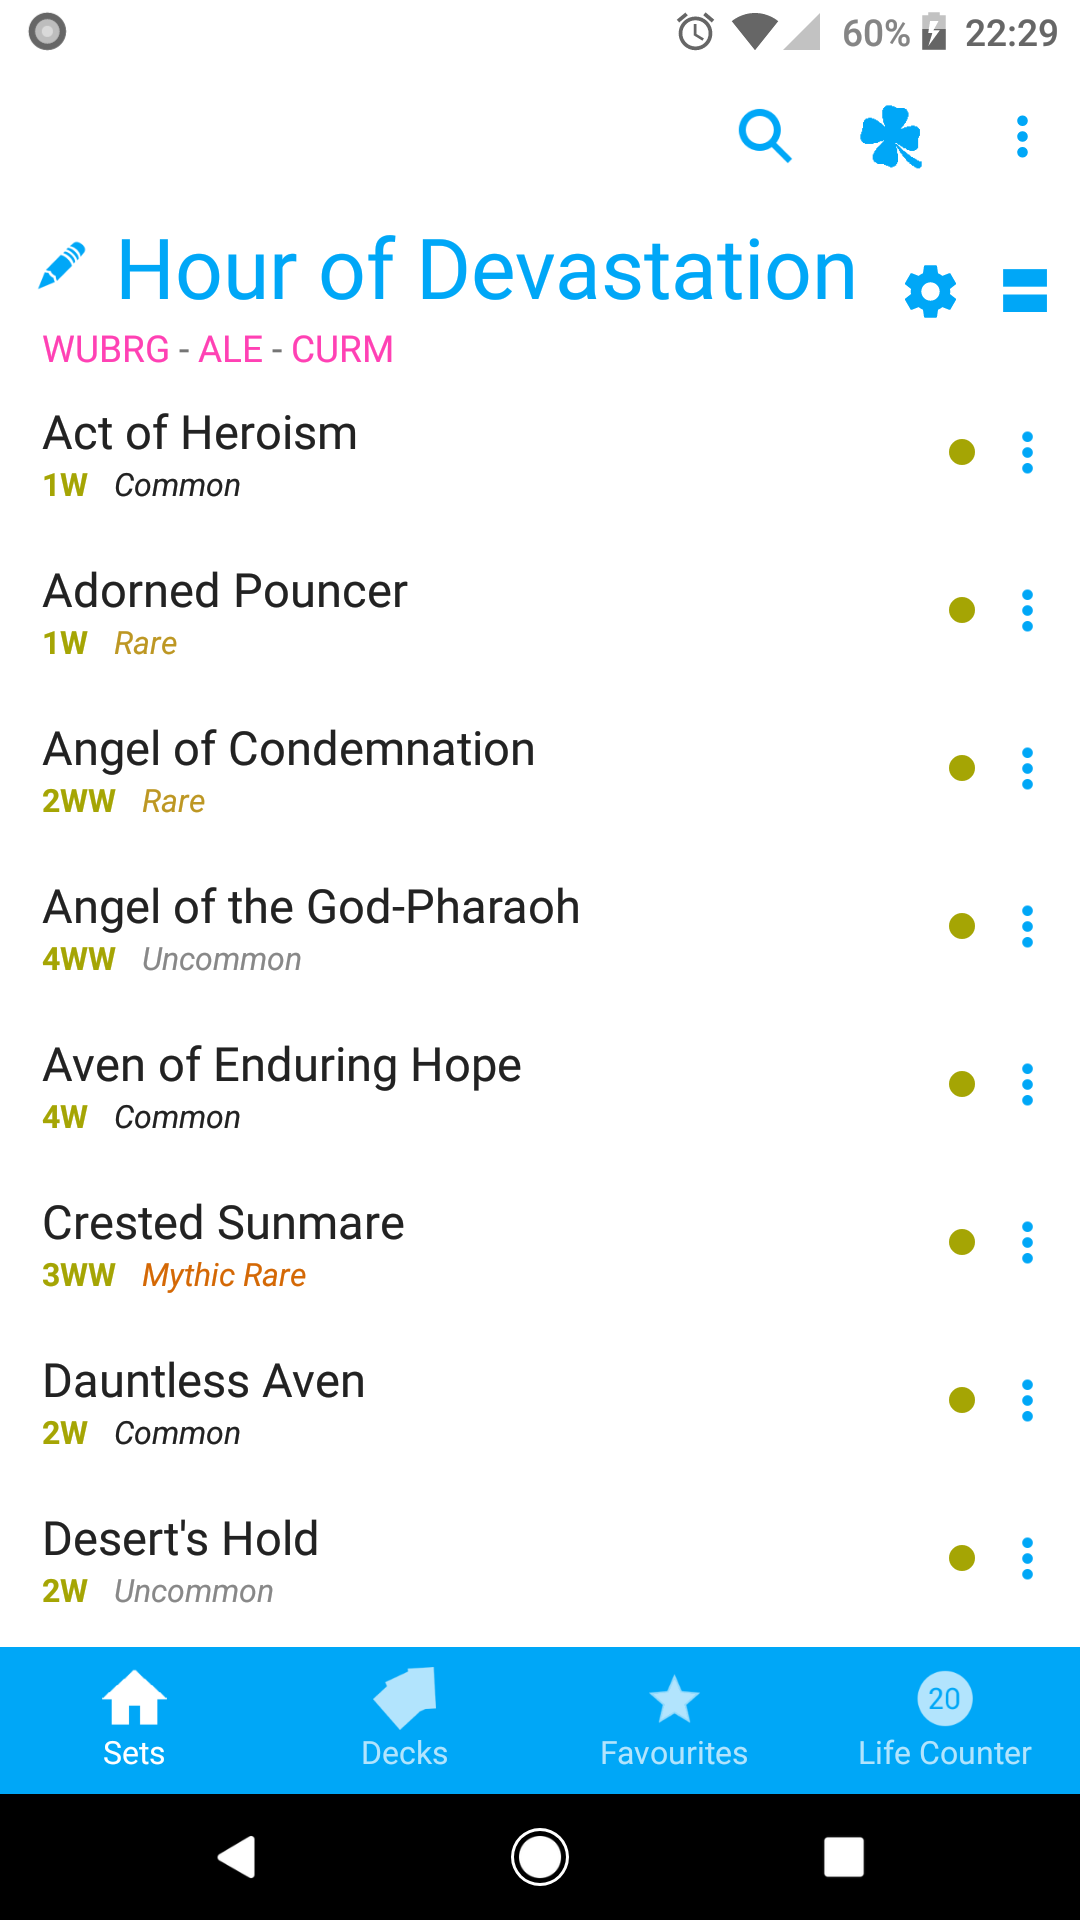 60% 22:29
Hour of Devastation
WUBRG - ALE - CURM
Act of Heroism
1W Common
Adorned Pouncer
1W Rare
Angel of Condemnation
2WW Rare
Angel of the God-Pharaoh
4WW Uncommon
Aven of Enduring Hope
4W Common
Crested Sunmare
3WW Mythic Rare
Dauntless Aven
2W Common
Desert's Hold
2W Uncommon
20
Sets Decks Favourites Life Counter